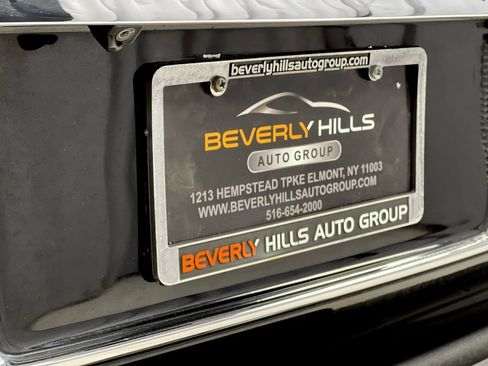 beverlyhillsautogroup.com
BEVERLY HILLS
AUTO GROUP
1213 HEMPSTEAD TPKE ELMONT, NY 11003
WWW.BEVERLYHILLSAUTOGROUP.COM
516-654-2000
BEVERLY HILLS AUTO GROUP